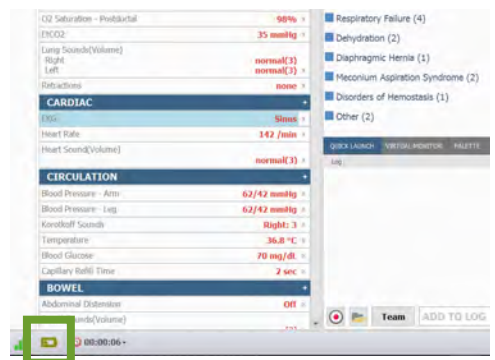 O2 Saturation - Postductal 98%
EtCO2 35 mmHg
Lung Sounds(Volume)
Right normal(3)
Left normal(3)
Retractions none
CARDIAC
EKG Sinus
Heart Rate 142 /min
Heart Sound(Volume)
normal(3)
CIRCULATION
Blood Pressure - Arm 62/42 mmHg
Blood Pressure - Leg 62/42 mmHg
Korotkoff Sounds Right: 3
Temperature 36.8 °C
Blood Glucose 70 mg/dL
Capillary Refill Time 2 sec
BOWEL
Abdominal Distension Off
Sounds(Volume)
00:00:06
Respiratory Failure (4)
Dehydration (2)
Diaphragmic Hernia (1)
Meconium Aspiration Syndrome (2)
Disorders of Hemostasis (1)
Other (2)
QUICK LAUNCH VIRTUAL MONITOR PALETTE
Log
Team ADD TO LOG